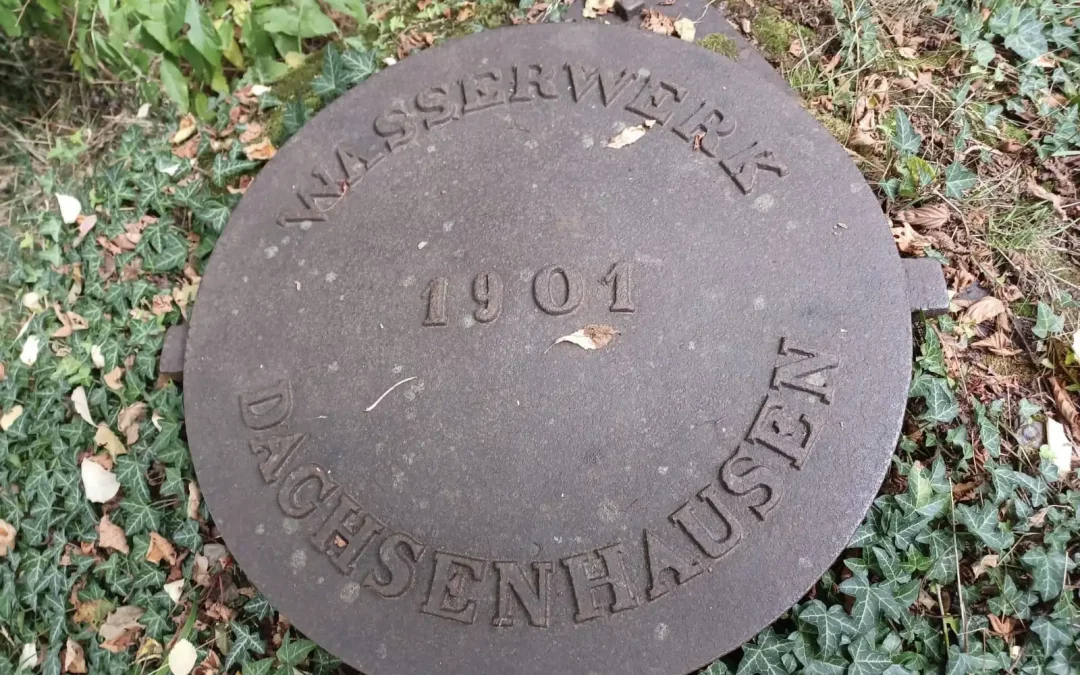 WASSERWERK
1901
DACHSENHAUSEN